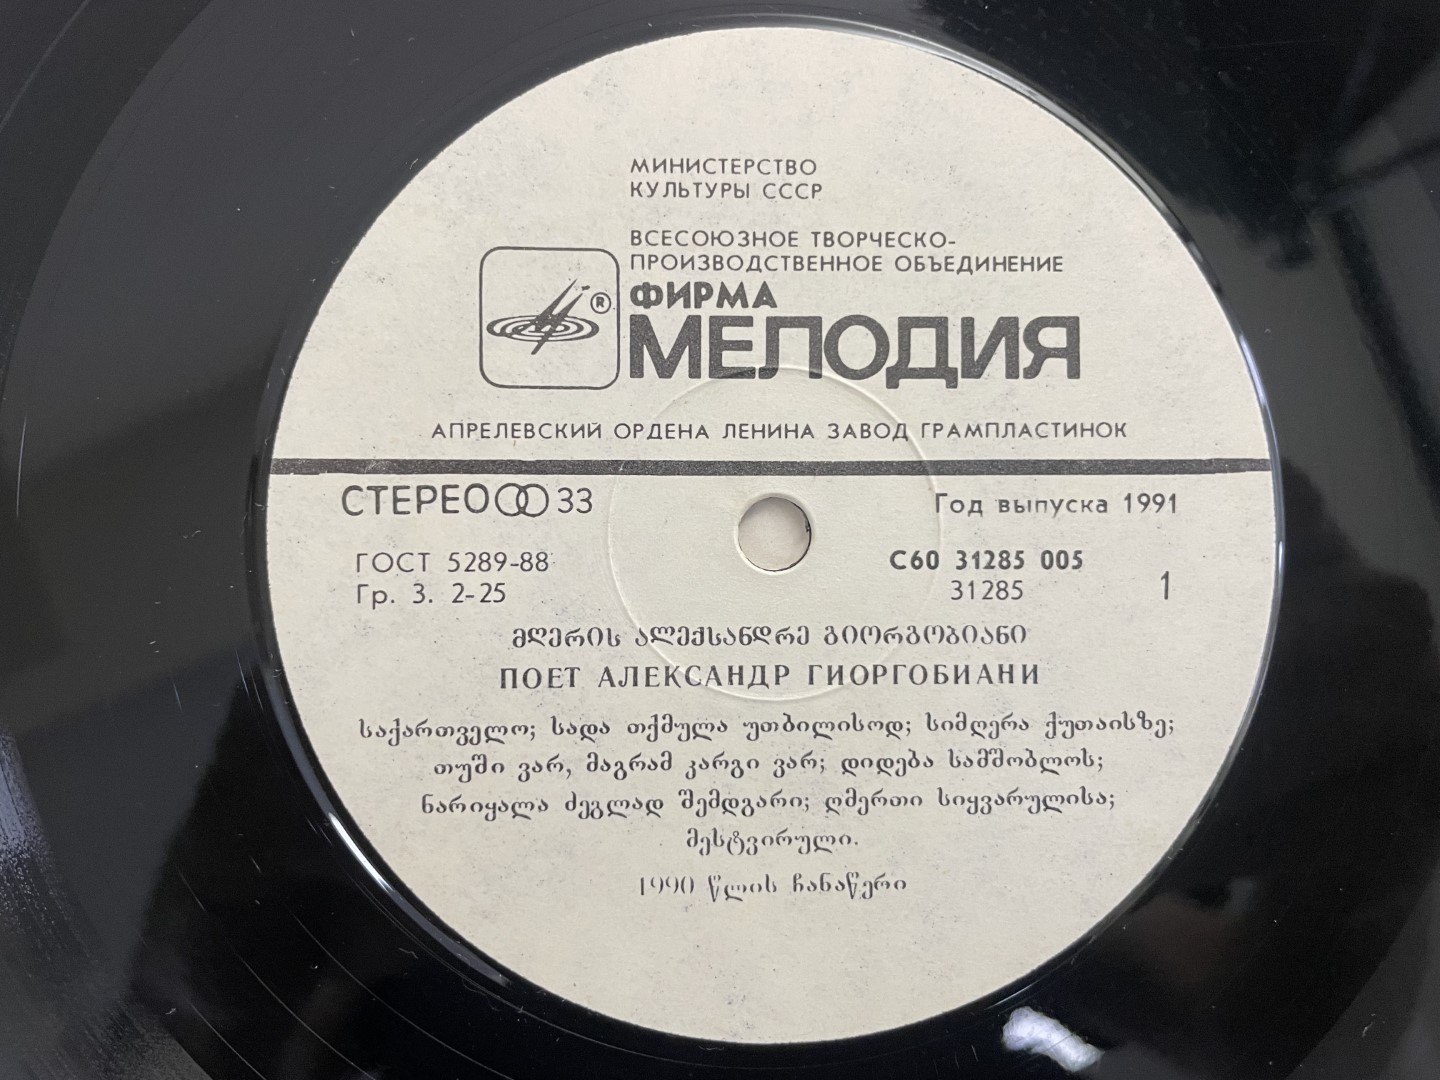 МИНИСТЕРСТВО
КУЛЬТУРЫ СССР
ВСЕСОЮЗНОЕ ТВОРЧЕСКО-
ПРОИЗВОДСТВЕННОЕ ОБЪЕДИНЕНИЕ
®
ФИРМА
МЕЛОДИЯ
АПРЕЛЕВСКИЙ ОРДЕНА ЛЕНИНА ЗАВОД ГРАМПЛАСТИНОК
СТЕРЕО 33
Год выпуска 1991
ГОСТ 5289-88
С60 31285 005
Гр. 3. 2-25
31285
1
მღერის ალექსანდრე გიორგობიანი
ПОЕТ АЛЕКСАНДР ГИОРГОБИАНИ
საქართველო; სადა თქმულა უთბილისოდ; სიმღერა ქუთაისზე;
თუში ვარ, მაგრამ კარგი ვარ; დიდება სამშობლოს;
ნარიყალა ძეგლად შემდგარი; ღმერთი სიყვარულისა;
მესტვირული.
1990 წლის ჩანაწერი